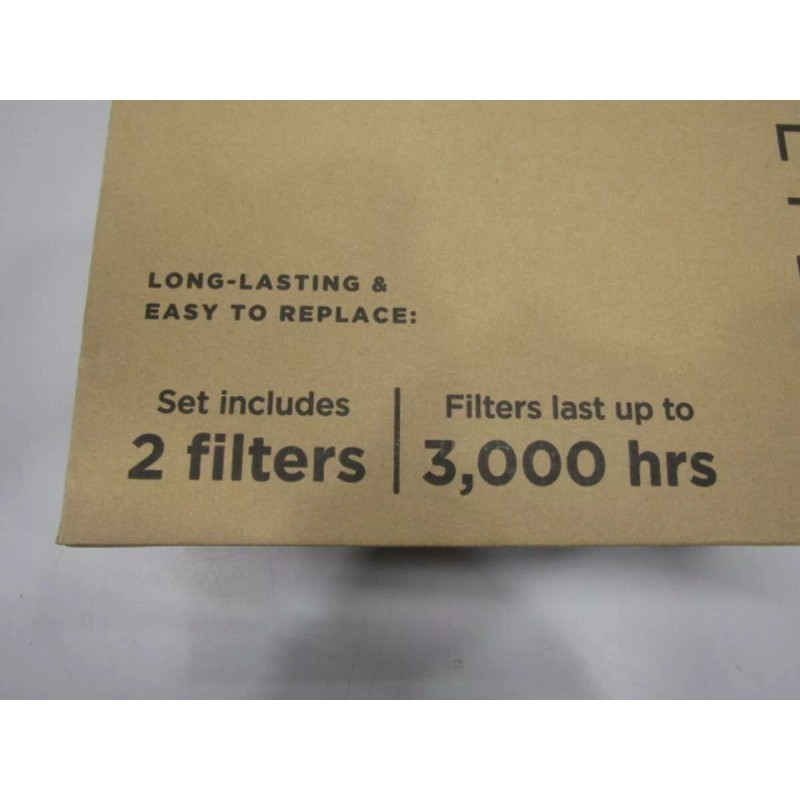 LONG-LASTING &
EASY TO REPLACE:
Set includes
2 filters
Filters last up to
3,000 hrs